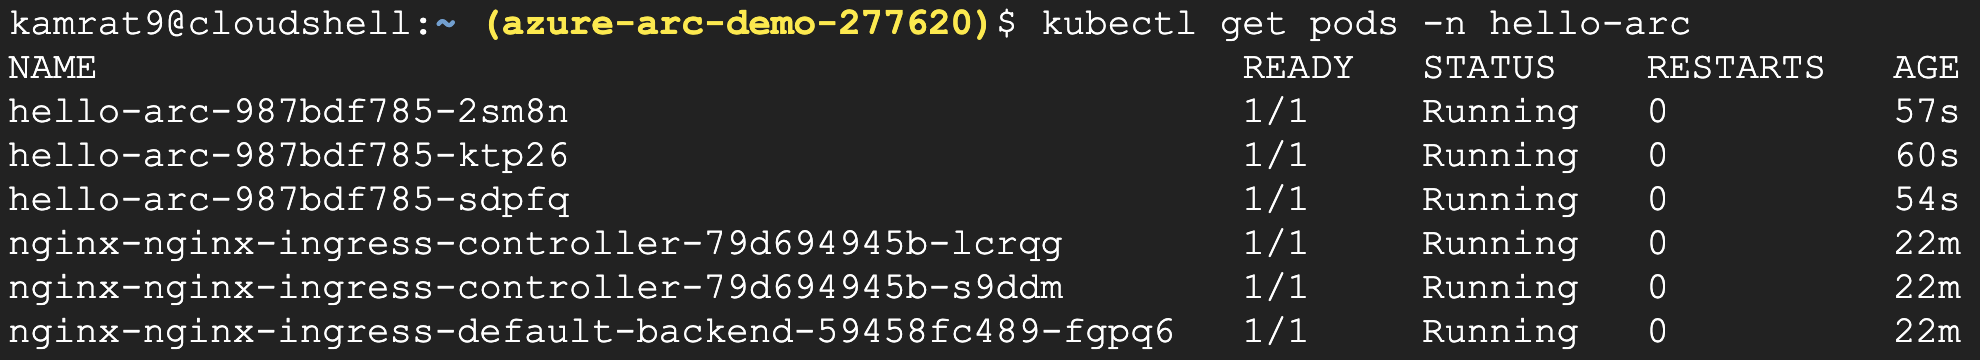 kamrat9@cloudshell:~ (azure-arc-demo-277620)$ kubectl get pods -n hello-arc
NAME READY STATUS RESTARTS AGE
hello-arc-987bdf785-2sm8n 1/1 Running 0 57s
hello-arc-987bdf785-ktp26 1/1 Running 0 60s
hello-arc-987bdf785-sdpfq 1/1 Running 0 54s
nginx-nginx-ingress-controller-79d694945b-lcrqg 1/1 Running 0 22m
nginx-nginx-ingress-controller-79d694945b-s9ddm 1/1 Running 0 22m
nginx-nginx-ingress-default-backend-59458fc489-fgpq6 1/1 Running 0 22m